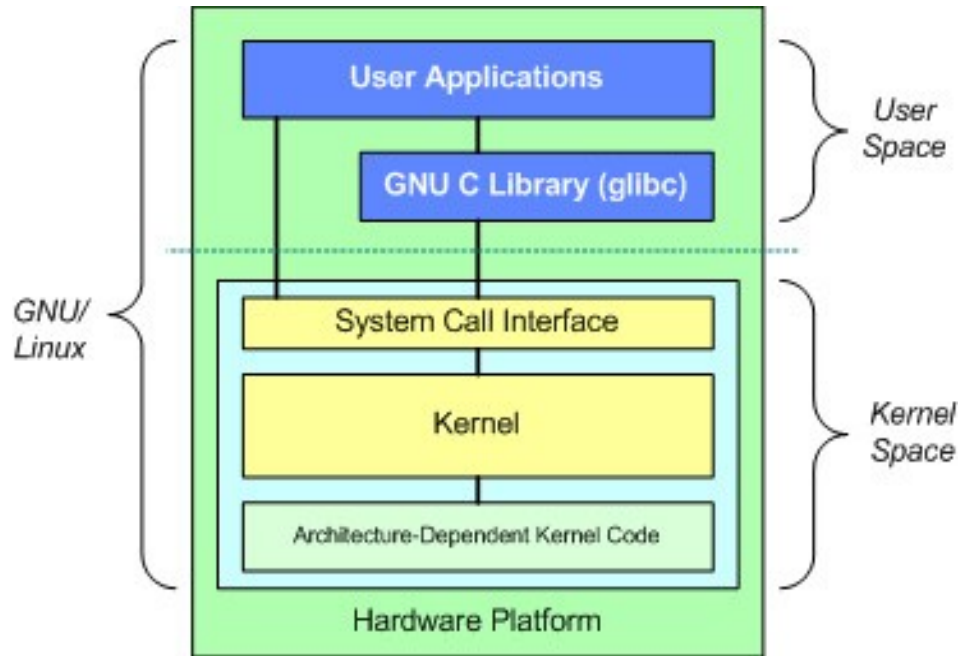 User Applications
User
Space
GNU C Library (glibc)
GNU/
Linux
System Call Interface
Kernel
Kernel
Space
Architecture-Dependent Kernel Code
Hardware Platform